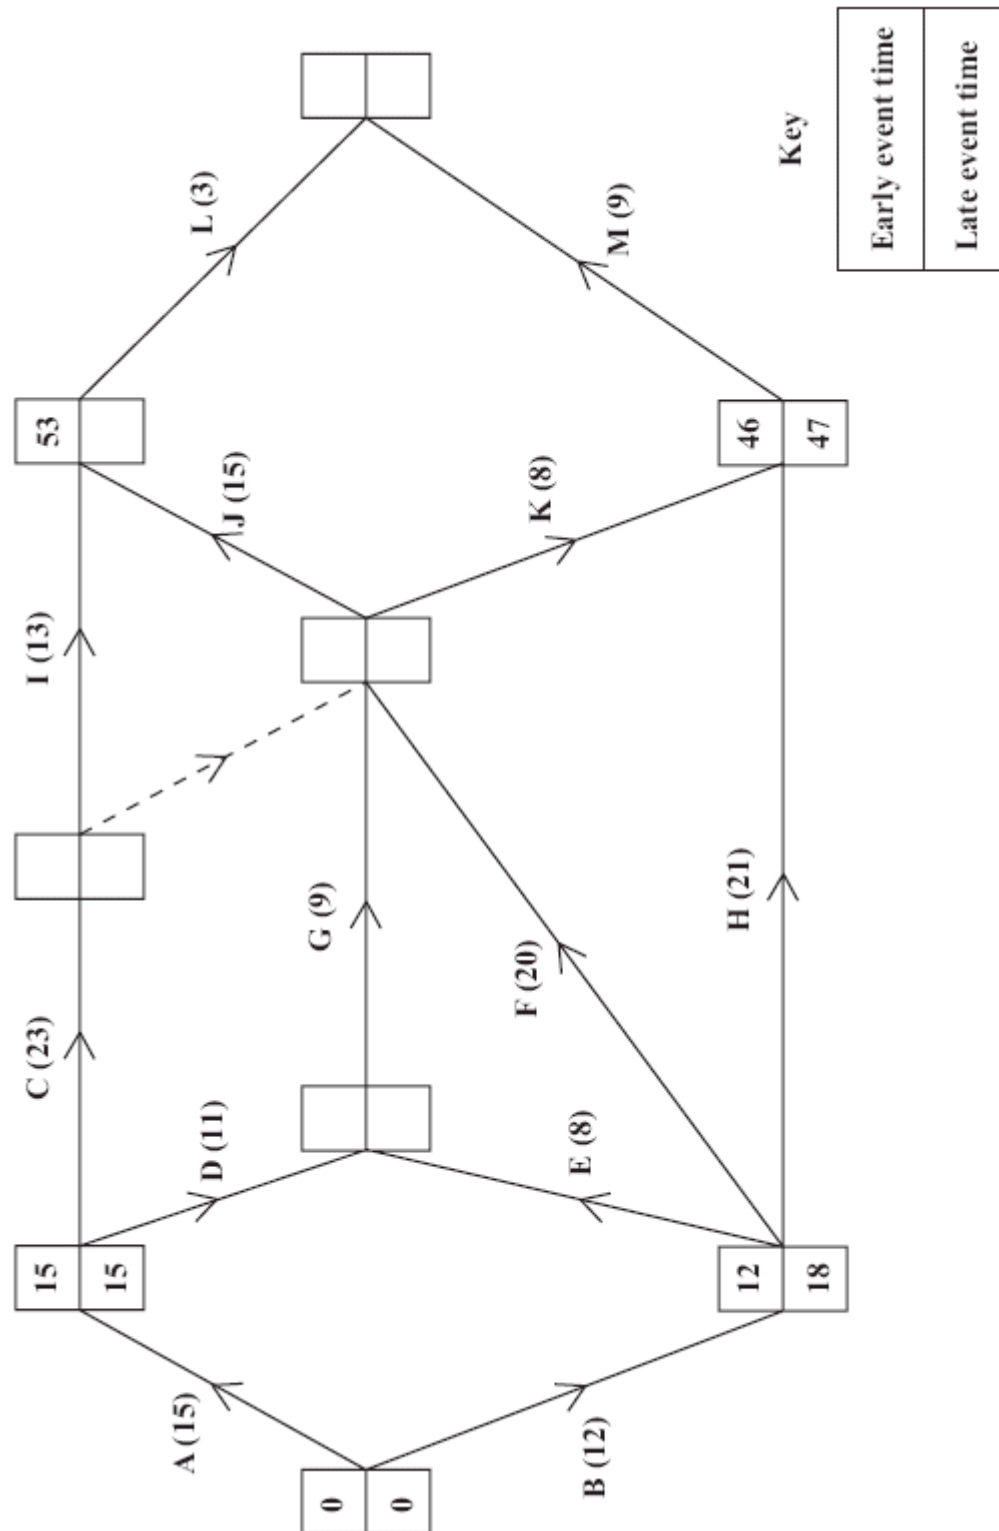 C (23)
I (13)
15
15
53
A (15)
D (11)
J (15)
L (3)
0
0
G (9)
B (12)
E (8)
F (20)
K (8)
M (9)
12
18
H (21)
46
47
Key
Early event time
Late event time